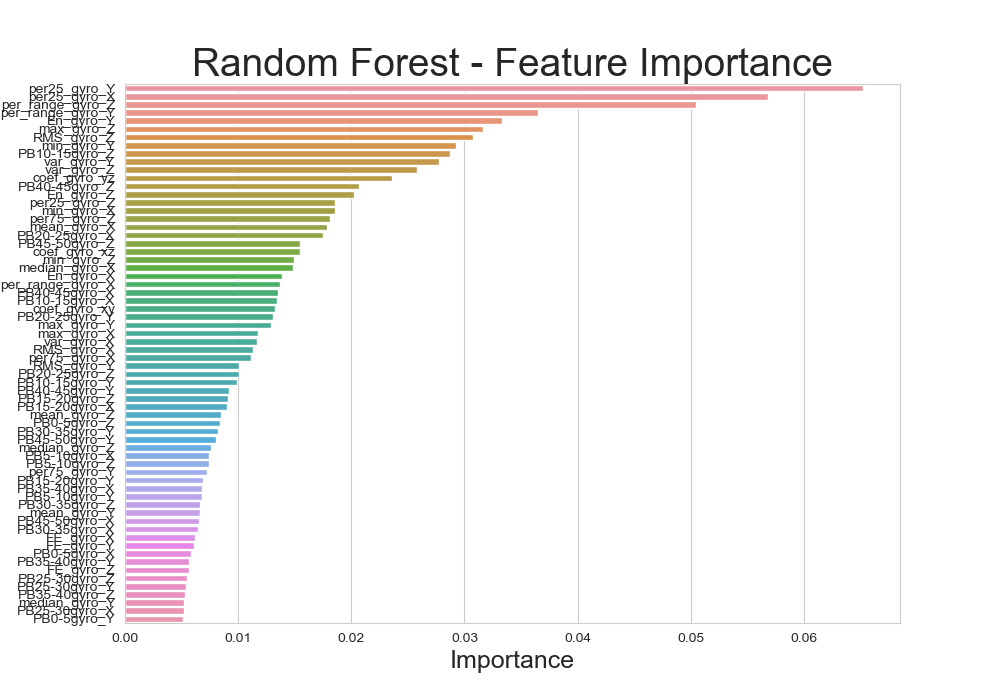 Random Forest - Feature Importance
per25_gyro_Y
per25_gyro_X
per_range_gyro_Z
per_range_gyro_Y
En_gyro_Y
max_gyro_Z
RMS_gyro_Z
min_gyro_Y
PB10-15gyro_Z
var_gyro_Y
var_gyro_Z
coef_gyro_yz
PB40-45gyro_Z
En_gyro_Z
per25_gyro_Z
min_gyro_X
per75_gyro_Z
mean_gyro_X
PB20-25gyro_X
PB45-50gyro_Z
coef_gyro_xz
min_gyro_Z
median_gyro_X
En_gyro_X
per_range_gyro_X
PB40-45gyro_X
PB10-15gyro_X
coef_gyro_xy
PB20-25gyro_Y
max_gyro_Y
max_gyro_X
var_gyro_X
RMS_gyro_X
per75_gyro_X
RMS_gyro_Y
PB20-25gyro_Z
PB10-15gyro_Y
PB40-45gyro_Y
PB15-20gyro_Z
PB15-20gyro_X
mean_gyro_Z
PB0-5gyro_Z
PB30-35gyro_Y
PB45-50gyro_Y
median_gyro_Z
PB5-10gyro_X
PB5-10gyro_Z
per75_gyro_Y
PB15-20gyro_Y
PB35-40gyro_X
PB5-10gyro_Y
PB30-35gyro_Z
mean_gyro_Y
PB45-50gyro_X
PB30-35gyro_X
FE_gyro_X
FE_gyro_Y
PB0-5gyro_X
PB35-40gyro_Y
FE_gyro_Z
PB25-30gyro_Z
PB25-30gyro_Y
PB35-40gyro_Z
median_gyro_Y
PB25-30gyro_X
PB0-5gyro_Y
0.00 0.01 0.02 0.03 0.04 0.05 0.06
Importance